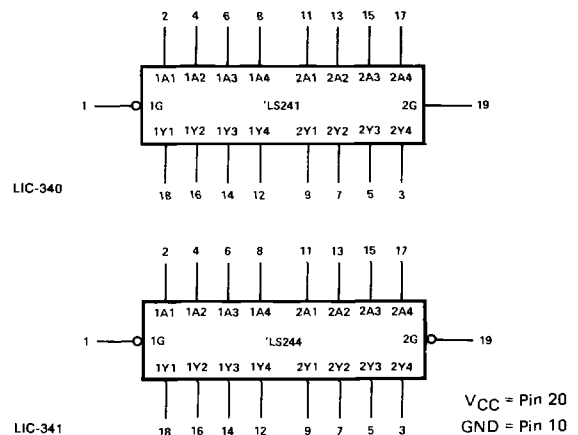 2 4 6 8 11 13 15 17
1A1 1A2 1A3 1A4 2A1 2A2 2A3 2A4
1 1G 'LS241 2G 19
1Y1 1Y2 1Y3 1Y4 2Y1 2Y2 2Y3 2Y4
18 16 14 12 9 7 5 3
LIC-340
2 4 6 8 11 13 15 17
1A1 1A2 1A3 1A4 2A1 2A2 2A3 2A4
1 1G 'LS244 2G 19
1Y1 1Y2 1Y3 1Y4 2Y1 2Y2 2Y3 2Y4
18 16 14 12 9 7 5 3
LIC-341
VCC = Pin 20
GND = Pin 10